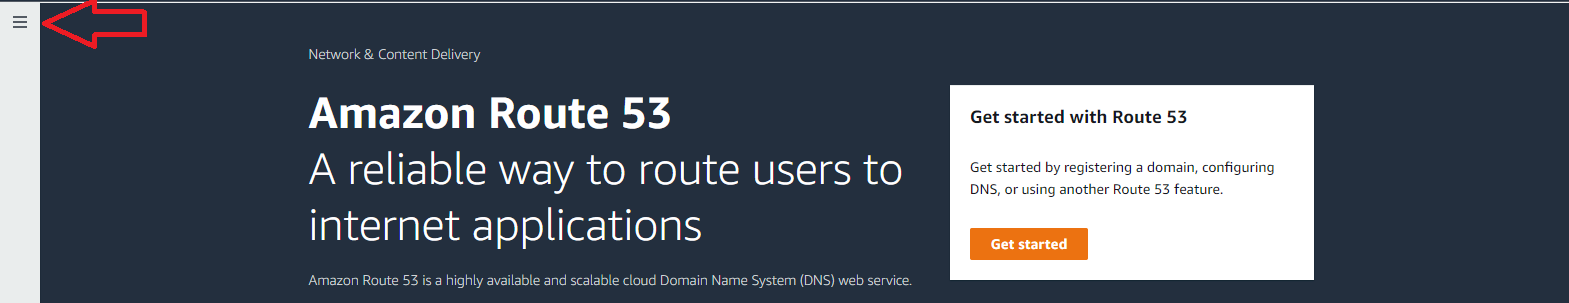 Network & Content Delivery
Amazon Route 53
A reliable way to route users to
internet applications
Amazon Route 53 is a highly available and scalable cloud Domain Name System (DNS) web service.
Get started with Route 53
Get started by registering a domain, configuring
DNS, or using another Route 53 feature.
Get started